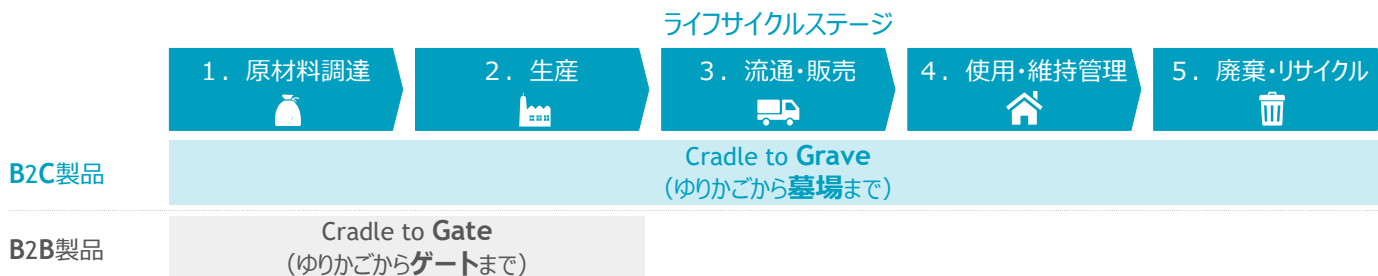 ライフサイクルステージ
１．原材料調達
２．生産
３．流通・販売
４．使用・維持管理
５．廃棄・リサイクル
B2C製品
Cradle to Grave
（ゆりかごから墓場まで）
B2B製品
Cradle to Gate
（ゆりかごからゲートまで）